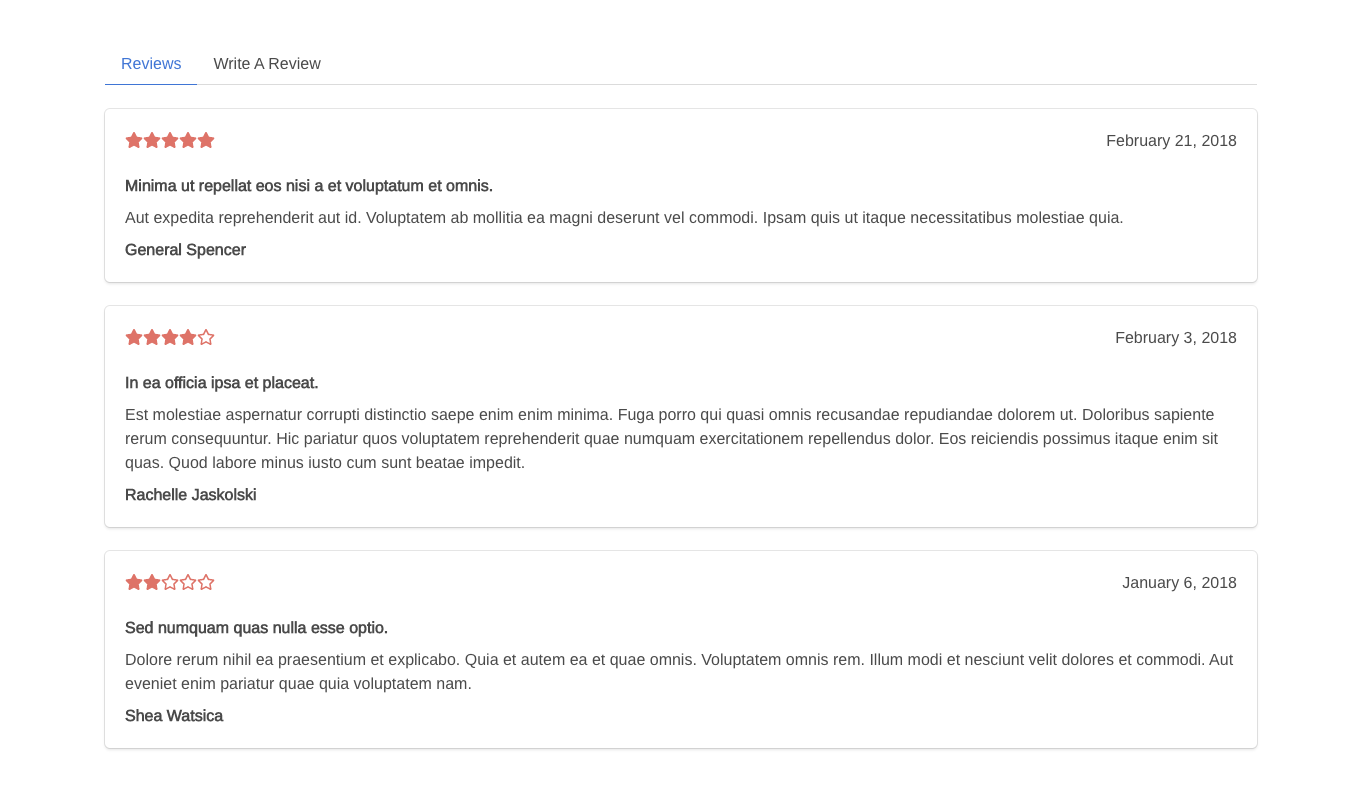 Reviews Write A Review
February 21, 2018
Minima ut repellat eos nisi a et voluptatum et omnis.
Aut expedita reprehenderit aut id. Voluptatem ab mollitia ea magni deserunt vel commodi. Ipsam quis ut itaque necessitatibus molestiae quia.
General Spencer
February 3, 2018
In ea officia ipsa et placeat.
Est molestiae aspernatur corrupti distinctio saepe enim enim minima. Fuga porro qui quasi omnis recusandae repudiandae dolorem ut. Doloribus sapiente
rerum consequuntur. Hic pariatur quos voluptatem reprehenderit quae numquam exercitationem repellendus dolor. Eos reiciendis possimus itaque enim sit
quas. Quod labore minus iusto cum sunt beatae impedit.
Rachelle Jaskolski
January 6, 2018
Sed numquam quas nulla esse optio.
Dolore rerum nihil ea praesentium et explicabo. Quia et autem ea et quae omnis. Voluptatem omnis rem. Illum modi et nesciunt velit dolores et commodi. Aut
eveniet enim pariatur quae quia voluptatem nam.
Shea Watsica